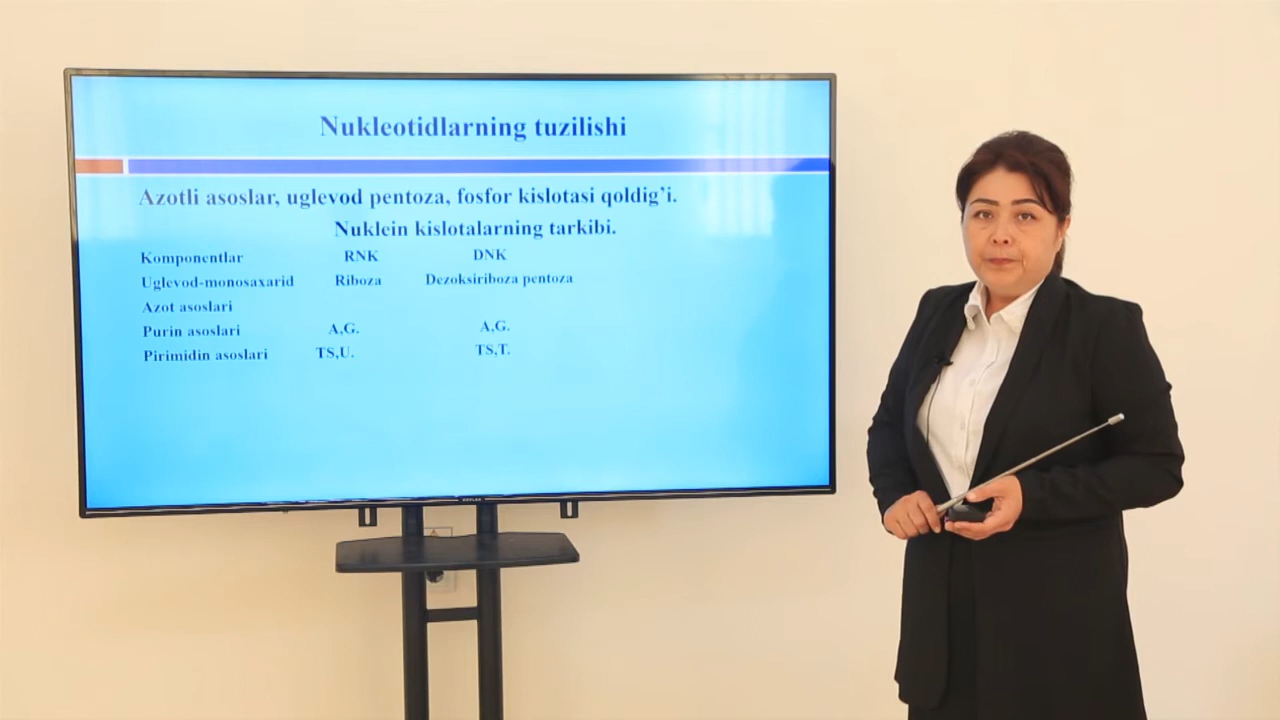 Nukleotidlarning tuzilishi
Azotli asoslar, uglevod pentoza, fosfor kislotasi qoldig’i.
Nuklein kislotalarning tarkibi.
Komponentlar RNK DNK
Uglevod-monosaxarid Riboza Dezoksiriboza pentoza
Azot asoslari
Purin asoslari A,G. A,G.
Pirimidin asoslari TS,U. TS,T.